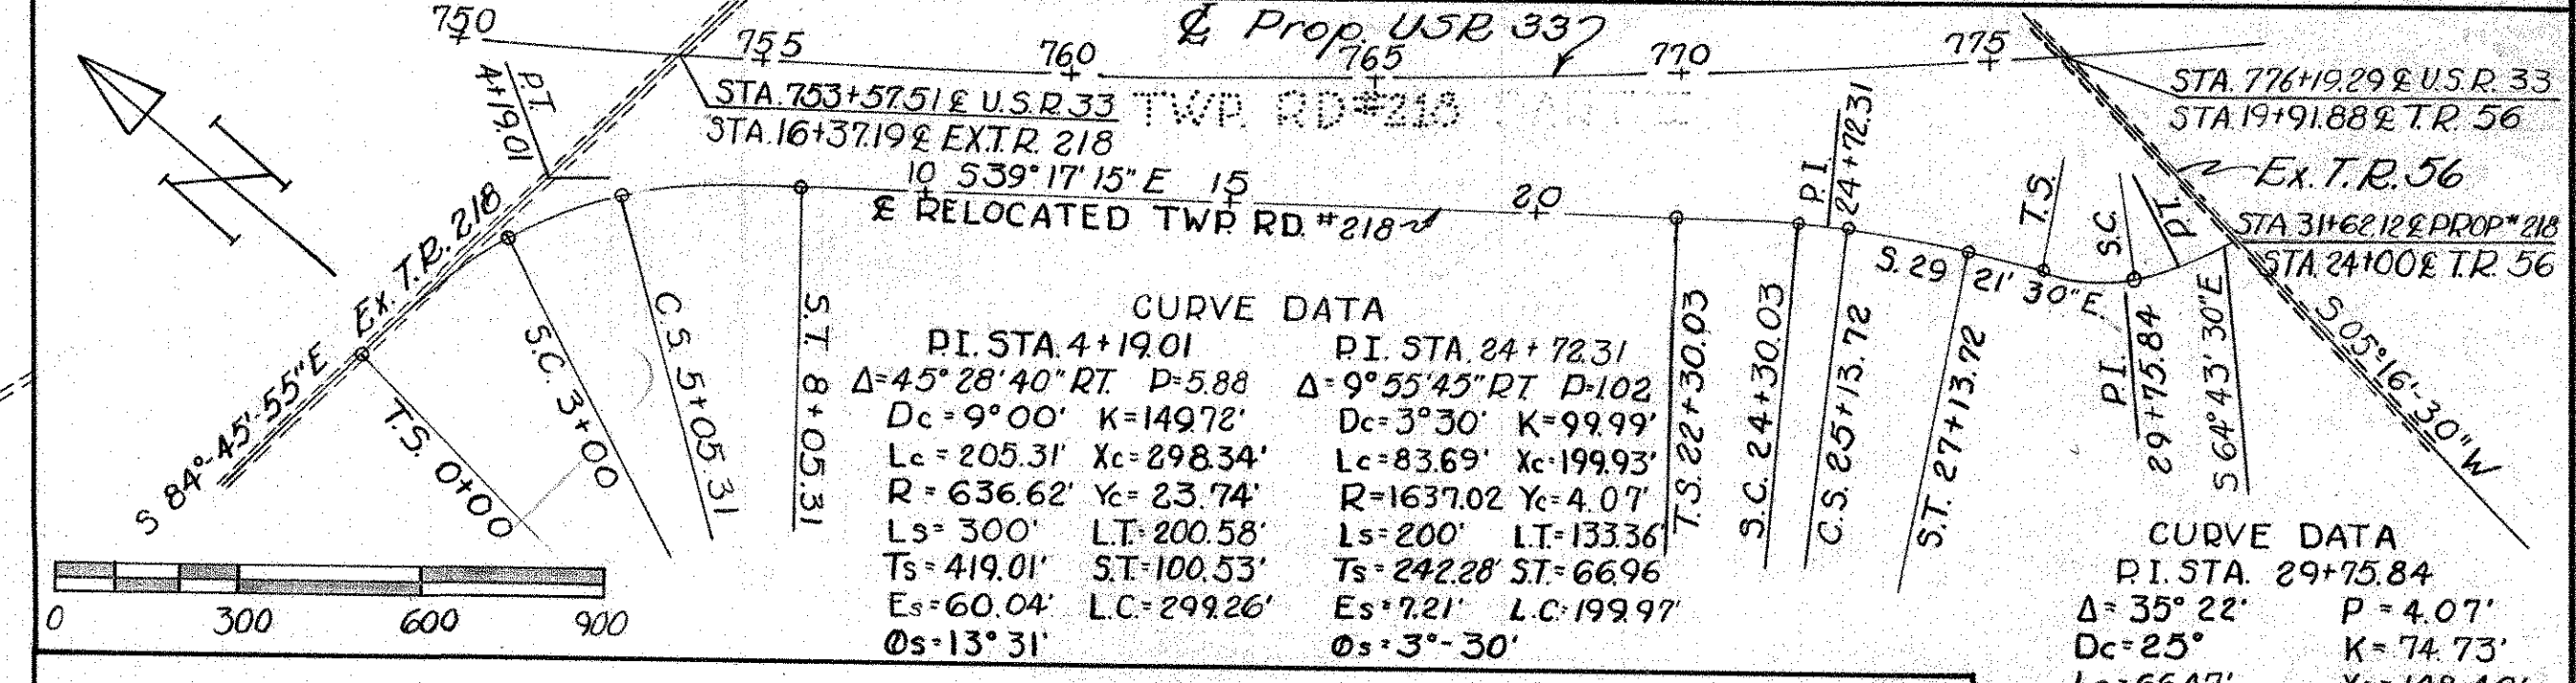 750
755
760
℄ Prop. USR 33
765
770
775
P.T.
4+19.01
STA. 753+57.51 ℄ U.S.R. 33
STA. 16+37.19 ℄ EX.T.R. 218
TWP. RD #218
STA. 776+19.29 ℄ U.S.R. 33
STA 19+91.88 ℄ T.R. 56
Ex. T.R. 56
STA 31+62.12 ℄ PROP #218
STA. 24+00 ℄ T.R. 56
N
10 S39° 17' 15" E 15
20
℄ RELOCATED TWP. RD. #218
P.I.
24+72.31
T.S.
S.C.
P.I.
S. 29 21' 30" E.
Ex. T.R. 218
S 84°-45'-55" E
T.S. 0+00
S.C. 3+00
C.S. 5+05.31
S.T. 8+05.31
T.S. 22+30.03
S.C. 24+30.03
C.S. 25+13.72
S.T. 27+13.72
P.I.
29+75.84
S 64° 43' 30" E
S 05°16'-30" W
CURVE DATA
P.I. STA. 4+19.01
Δ=45° 28' 40" RT. P=5.88
Dc = 9°00' K=149.72'
Lc = 205.31' Xc=298.34'
R = 636.62' Yc= 23.74'
Ls= 300' L.T.=200.58'
Ts=419.01' S.T.=100.53'
Es=60.04' L.C.=299.26'
Øs=13° 31'
P.I. STA. 24+72.31
Δ=9° 55' 45" RT. P=1.02
Dc=3°30' K=99.99'
Lc=83.69' Xc=199.93'
R=1637.02 Yc=4.07'
Ls=200' L.T.=133.36'
Ts=242.28' S.T.=66.96
Es=7.21' L.C.=199.97'
Øs=3°-30'
CURVE DATA
P.I. STA. 29+75.84
Δ= 35° 22' P = 4.07'
Dc=25° K= 74.73'
0 300 600 900